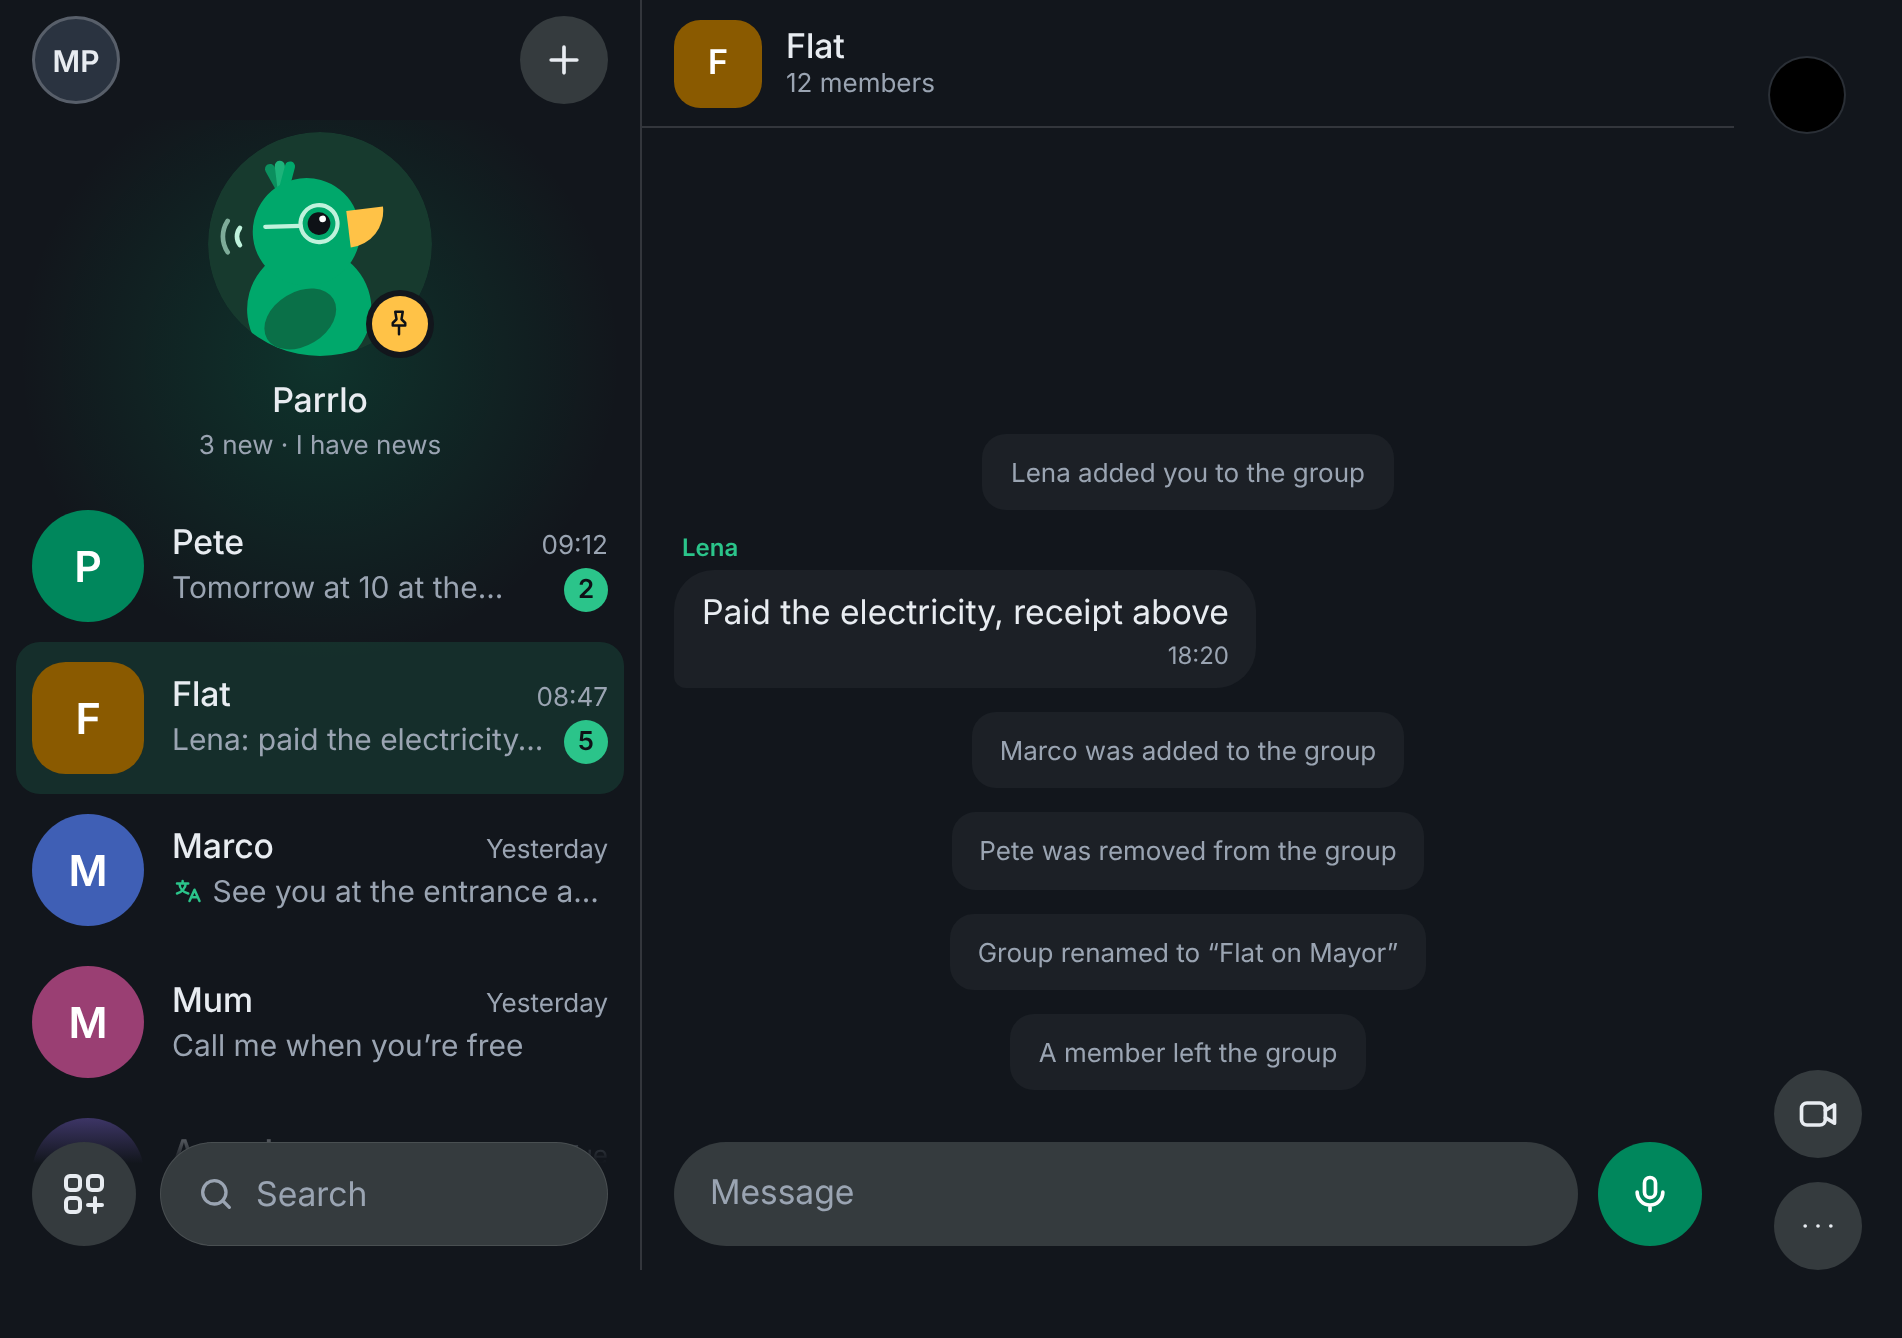 MP
Parrlo
3 new · I have news
P
Pete
09:12
Tomorrow at 10 at the...
2
F
Flat
08:47
Lena: paid the electricity...
5
M
Marco
Yesterday
See you at the entrance a...
M
Mum
Yesterday
Call me when you’re free
Search
F
Flat
12 members
Lena added you to the group
Lena
Paid the electricity, receipt above
18:20
Marco was added to the group
Pete was removed from the group
Group renamed to “Flat on Mayor”
A member left the group
Message